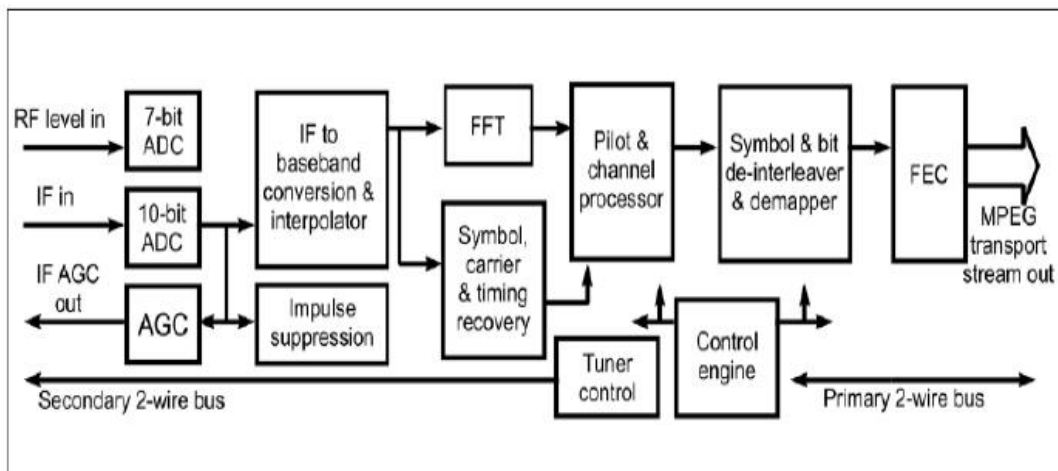 RF level in
7-bit
ADC
IF in
10-bit
ADC
IF AGC
out
AGC
IF to
baseband
conversion &
interpolator
Impulse
suppression
FFT
Symbol,
carrier
& timing
recovery
Pilot &
channel
processor
Symbol & bit
de-interleaver
& demapper
FEC
MPEG
transport
stream out
Tuner
control
Control
engine
Secondary 2-wire bus
Primary 2-wire bus